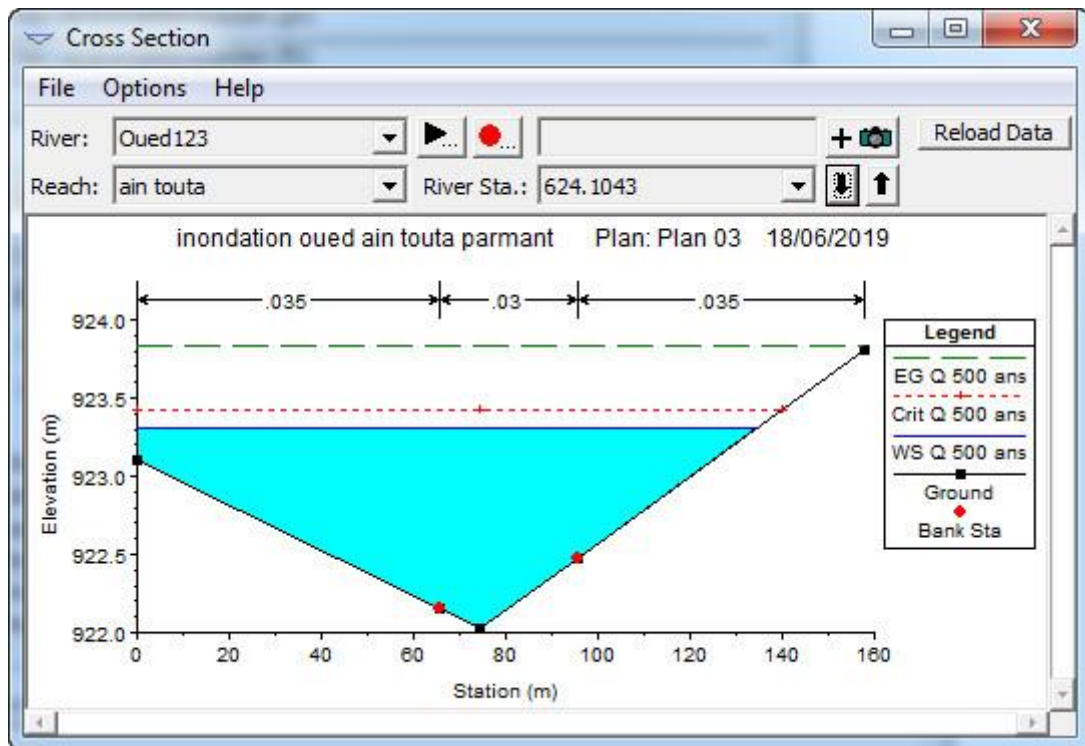 Cross Section
File Options Help
River: Oued123 Reload Data
Reach: ain touta River Sta.: 624.1043
inondation oued ain touta parmant Plan: Plan 03 18/06/2019
.035 .03 .035
924.0
923.5
923.0
922.5
922.0
Elevation (m)
0 20 40 60 80 100 120 140 160
Station (m)
Legend
EG Q 500 ans
Crit Q 500 ans
WS Q 500 ans
Ground
Bank Sta